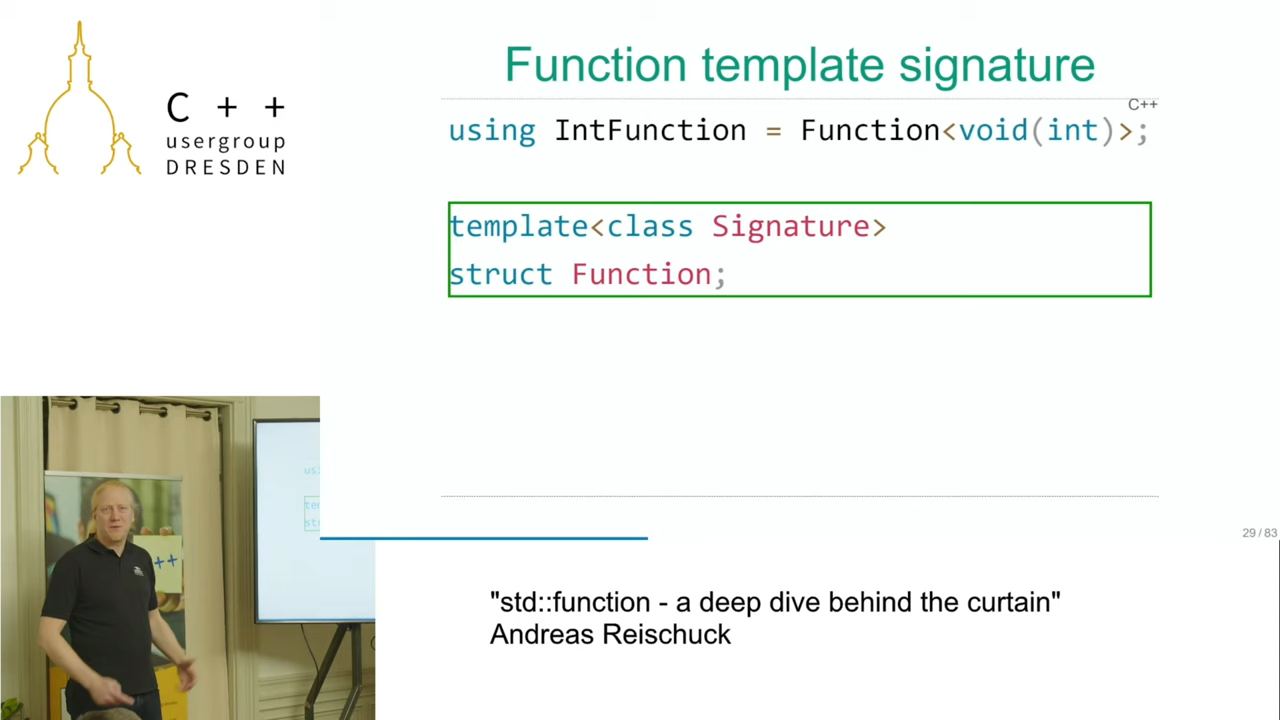 C + +
usergroup
DRESDEN
Function template signature
C++
using IntFunction = Function<void(int)>;
template<class Signature>
struct Function;
29 / 83
"std::function - a deep dive behind the curtain"
Andreas Reischuck
++